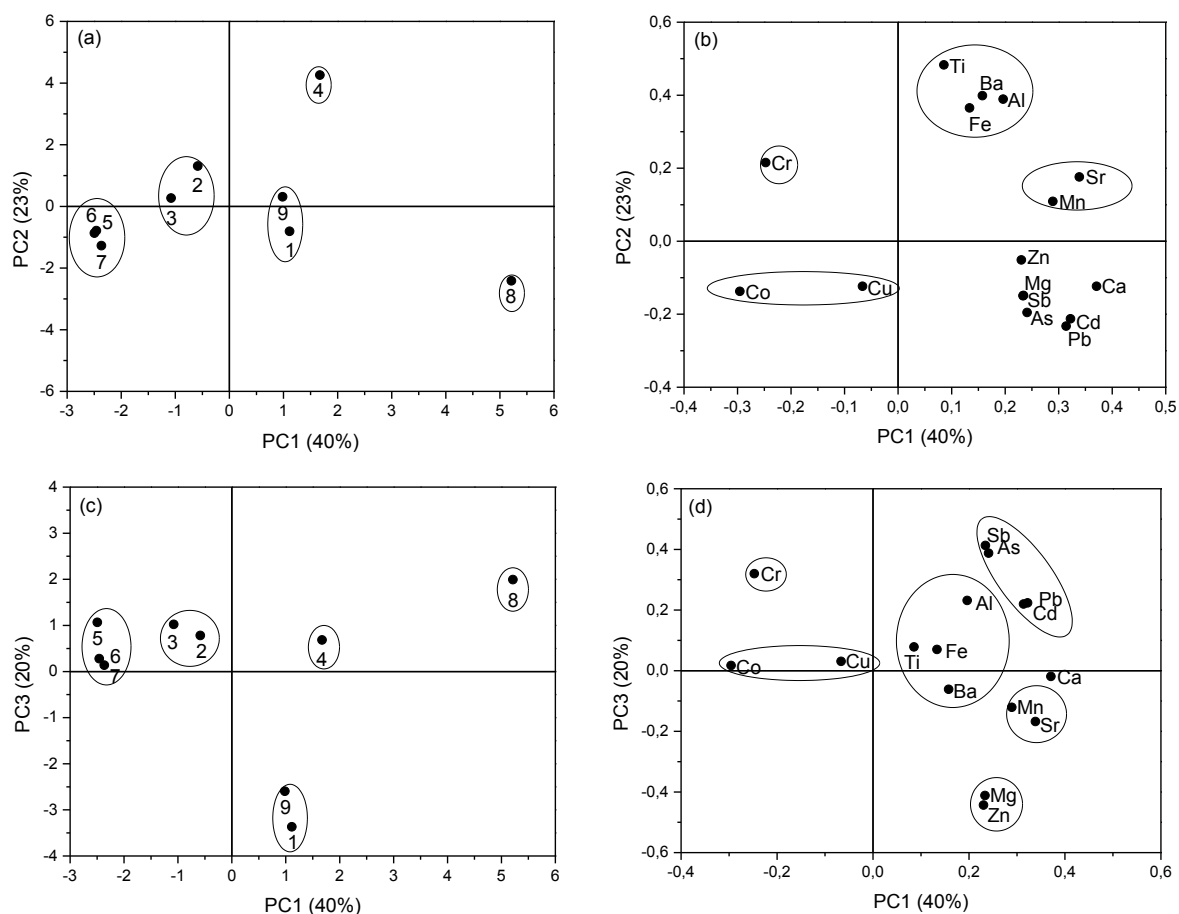 (a)
6
4
2
0
-2
-4
-6
PC2 (23%)
4
2
3
6 5
7
9
1
8
-3 -2 -1 0 1 2 3 4 5 6
PC1 (40%)
(b)
0,6
0,4
0,2
0,0
-0,2
-0,4
PC2 (23%)
Ti
Ba
Al
Fe
Cr
Sr
Mn
Zn
Mg
Ca
Sb
As
Cd
Pb
Co
Cu
-0,4 -0,3 -0,2 -0,1 0,0 0,1 0,2 0,3 0,4 0,5
PC1 (40%)
(c)
4
3
2
1
0
-1
-2
-3
-4
PC3 (20%)
8
5
3
2
4
6
7
9
1
-3 -2 -1 0 1 2 3 4 5 6
PC1 (40%)
(d)
0,6
0,4
0,2
0,0
-0,2
-0,4
-0,6
PC3 (20%)
Sb
As
Cr
Al
Pb
Cd
Co
Cu
Ti
Fe
Ba
Ca
Mn
Sr
Mg
Zn
-0,4 -0,2 0,0 0,2 0,4 0,6
PC1 (40%)